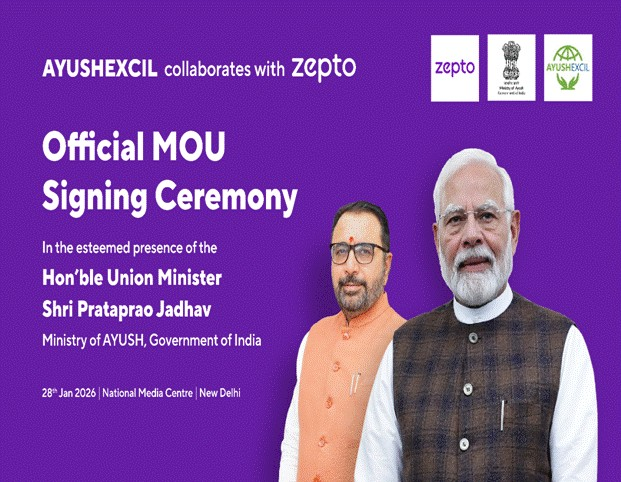 AYUSHEXCIL collaborates with zepto
zepto
Ministry of Ayush
AYUSHEXCIL
Official MOU
Signing Ceremony
In the esteemed presence of the
Hon'ble Union Minister
Shri Prataprao Jadhav
Ministry of AYUSH, Government of India
28th Jan 2026 | National Media Centre | New Delhi